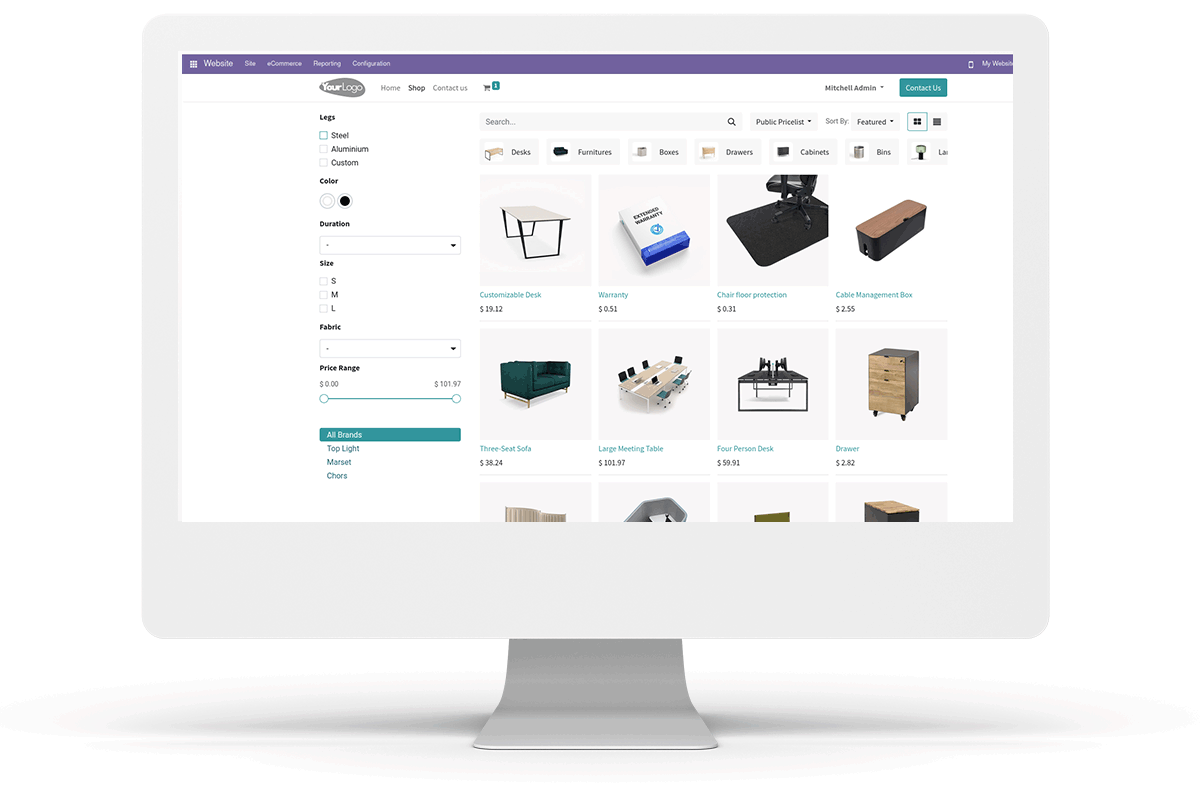 Website Site eCommerce Reporting Configuration My Website
YourLogo Home Shop Contact us 1 Mitchell Admin Contact Us
Legs
Steel
Aluminium
Custom
Color
Duration
-
Size
S
M
L
Fabric
-
Price Range
$ 0.00 $ 101.97
All Brands
Top Light
Marset
Chors
Search... Public Pricelist Sort By: Featured
Desks Furnitures Boxes Drawers Cabinets Bins La
EXTENDED
WARRANTY
Customizable Desk Warranty Chair floor protection Cable Management Box
$ 19.12 $ 0.51 $ 0.31 $ 2.55
Three-Seat Sofa Large Meeting Table Four Person Desk Drawer
$ 38.24 $ 101.97 $ 59.91 $ 2.82